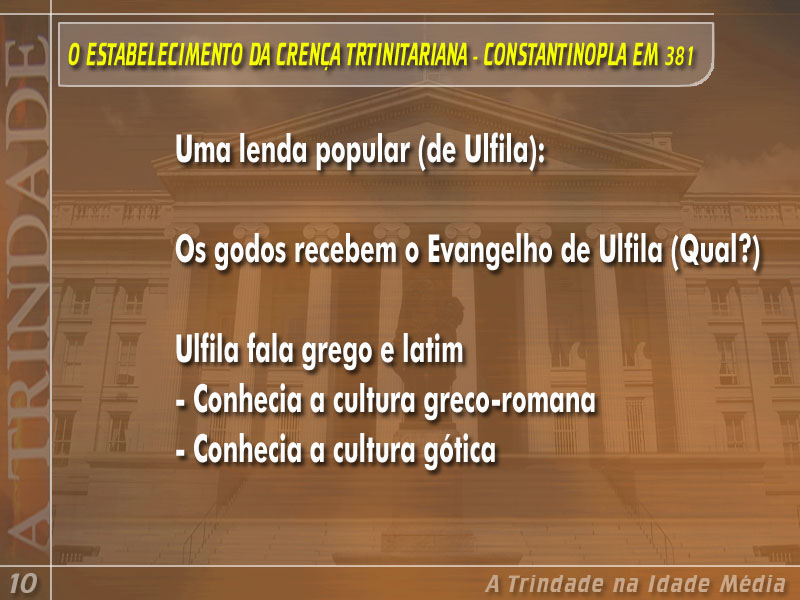 O ESTABELECIMENTO DA CRENÇA TRTINITARIANA - CONSTANTINOPLA EM 381
A TRINDADE
Uma lenda popular (de Ulfila):
Os godos recebem o Evangelho de Ulfila (Qual?)
Ulfila fala grego e latim
- Conhecia a cultura greco-romana
- Conhecia a cultura gótica
10
A Trindade na Idade Média